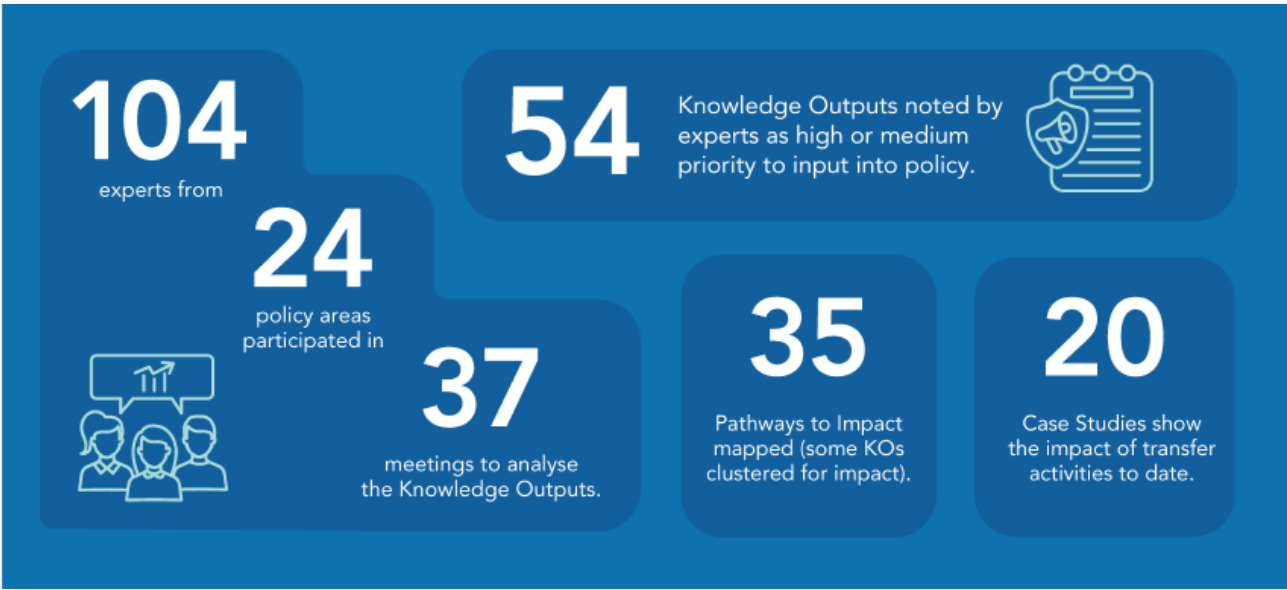 104
experts from
24
policy areas
participated in
37
meetings to analyse
the Knowledge Outputs.
54
Knowledge Outputs noted by
experts as high or medium
priority to input into policy.
35
Pathways to Impact
mapped (some KOs
clustered for impact).
20
Case Studies show
the impact of transfer
activities to date.